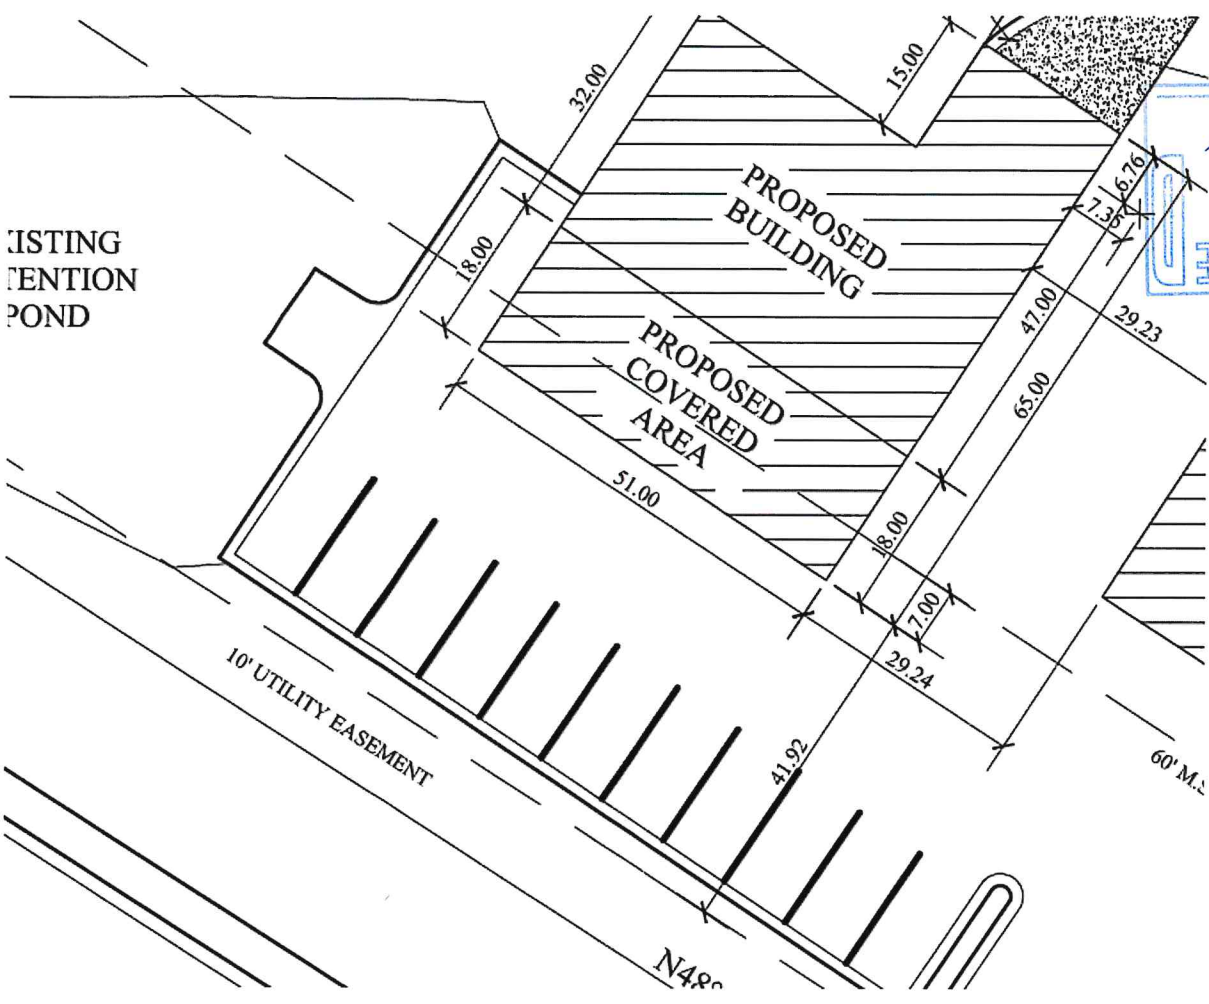 32.00
15.00
6.76
7.36
PROPOSED
BUILDING
XISTING
TENTION
POND
18.00
47.00
29.23
PROPOSED
COVERED
AREA
65.00
51.00
18.00
7.00
29.24
10' UTILITY EASEMENT
41.92
60' M.S
N48°